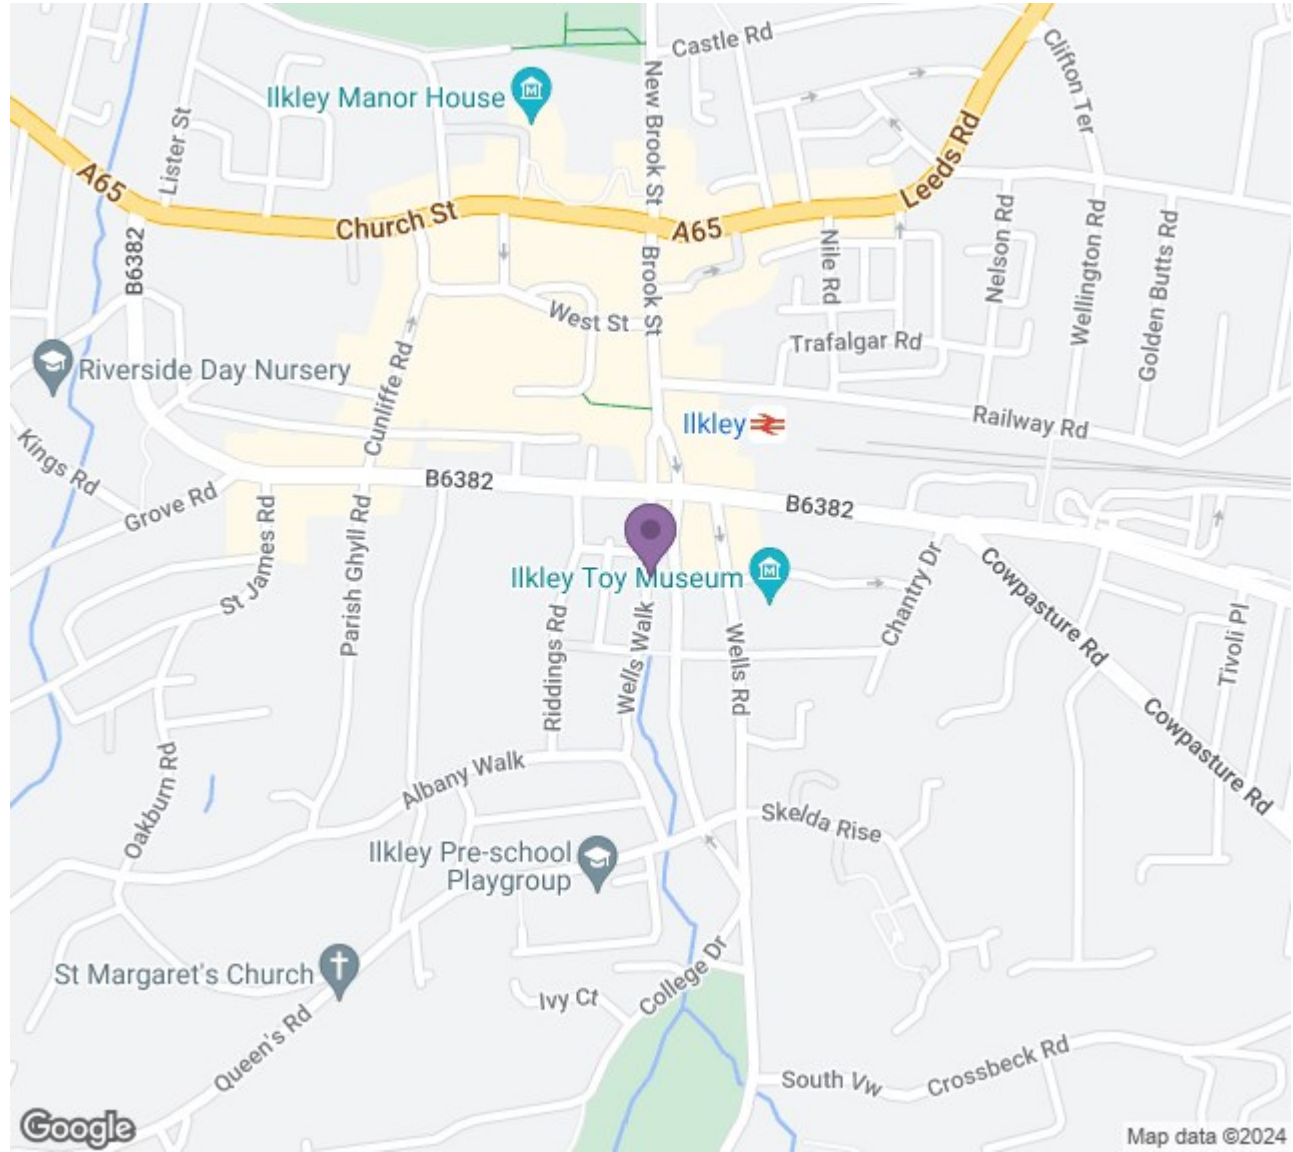 Castle Rd
Clifton Ter
New Brook St
Ilkley Manor House
Lister St
Leeds Rd
A65
Church St
A65
B6382
Brook St
Nile Rd
Nelson Rd
Wellington Rd
Golden Butts Rd
West St
Trafalgar Rd
Riverside Day Nursery
Cunliffe Rd
Ilkley
Railway Rd
Kings Rd
Grove Rd
B6382
B6382
St James Rd
Parish Ghyll Rd
Ilkley Toy Museum
Chantry Dr
Cowpasture Rd
Riddings Rd
Wells Walk
Wells Rd
Tivoli Pl
Cowpasture Rd
Albany Walk
Oakburn Rd
Skelda Rise
Ilkley Pre-school
Playgroup
St Margaret's Church
Ivy Ct
College Dr
Queen's Rd
South Vw
Crossbeck Rd
Google
Map data ©2024